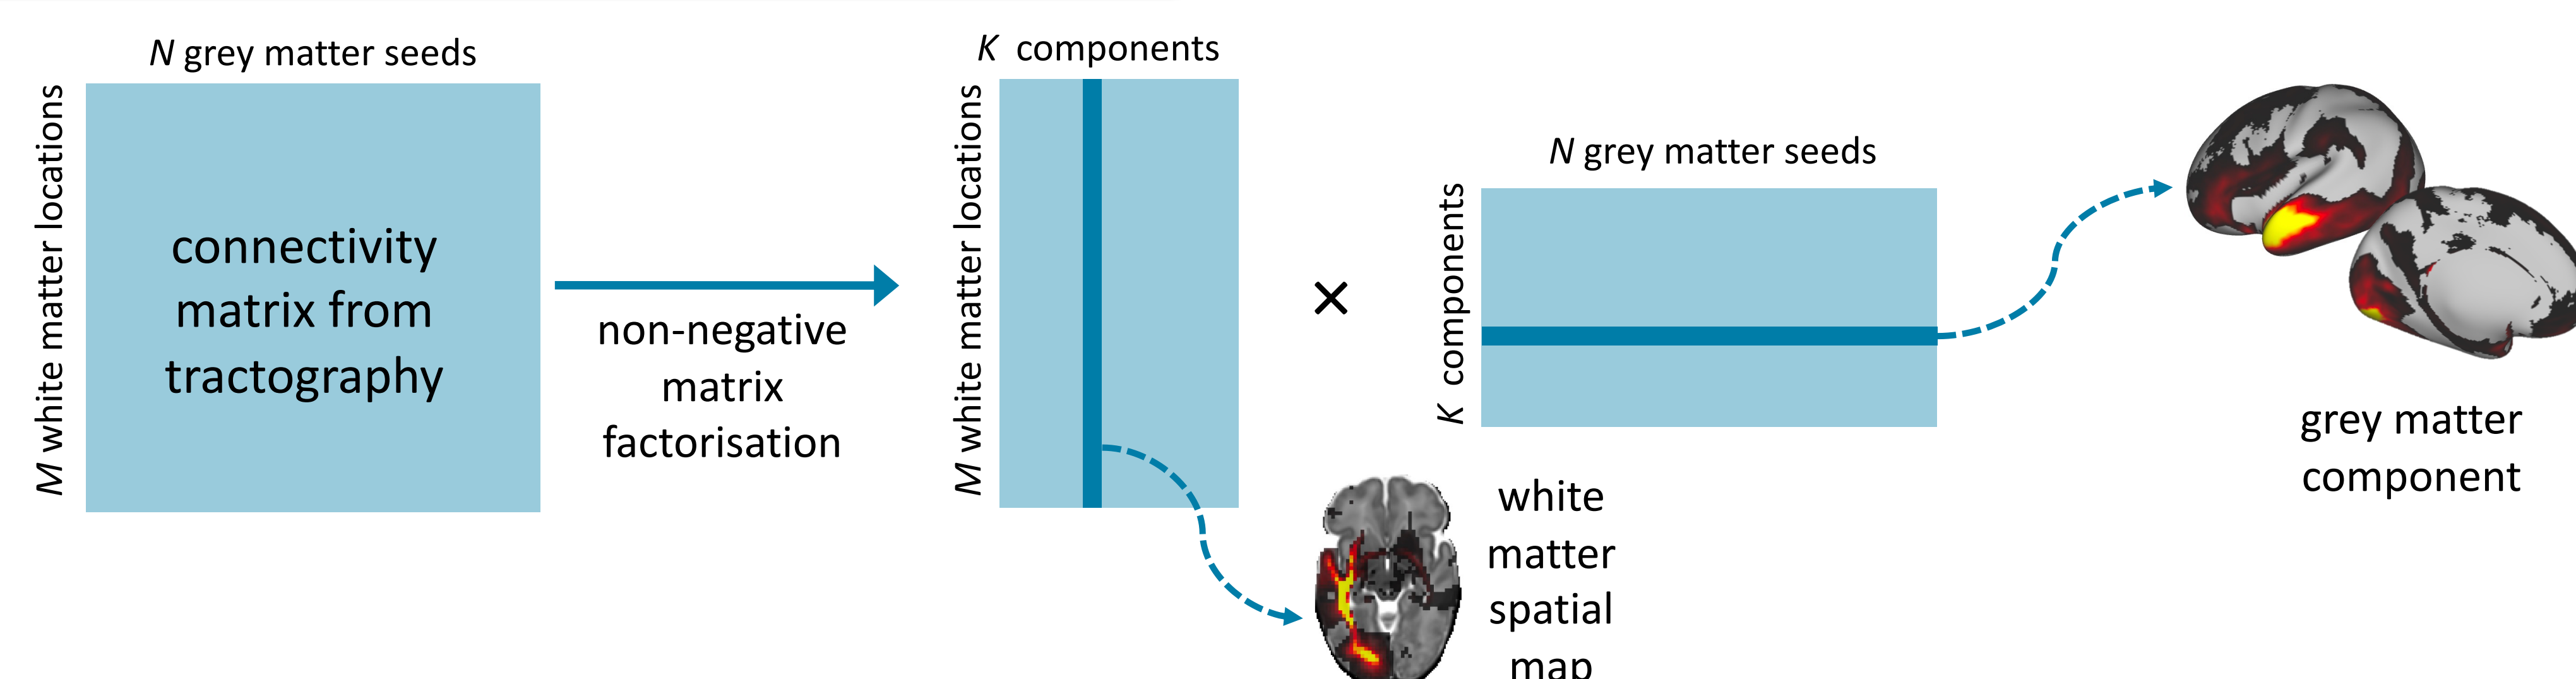 N grey matter seeds
M white matter locations
connectivity
matrix from
tractography
non-negative
matrix
factorisation
K components
M white matter locations
×
N grey matter seeds
K components
white
matter
spatial
map
grey matter
component